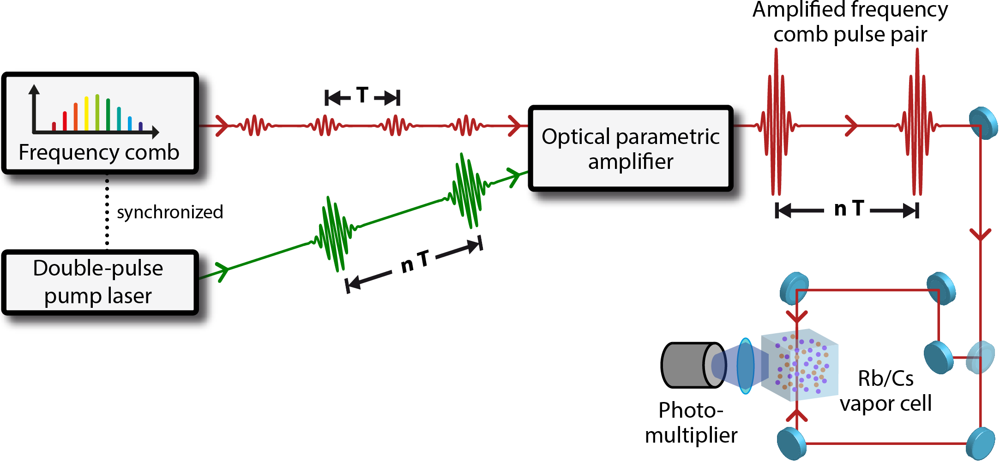 Amplified frequency
comb pulse pair
T
Frequency comb
Optical parametric
amplifier
synchronized
n T
n T
Double-pulse
pump laser
Rb/Cs
vapor cell
Photo-
multiplier